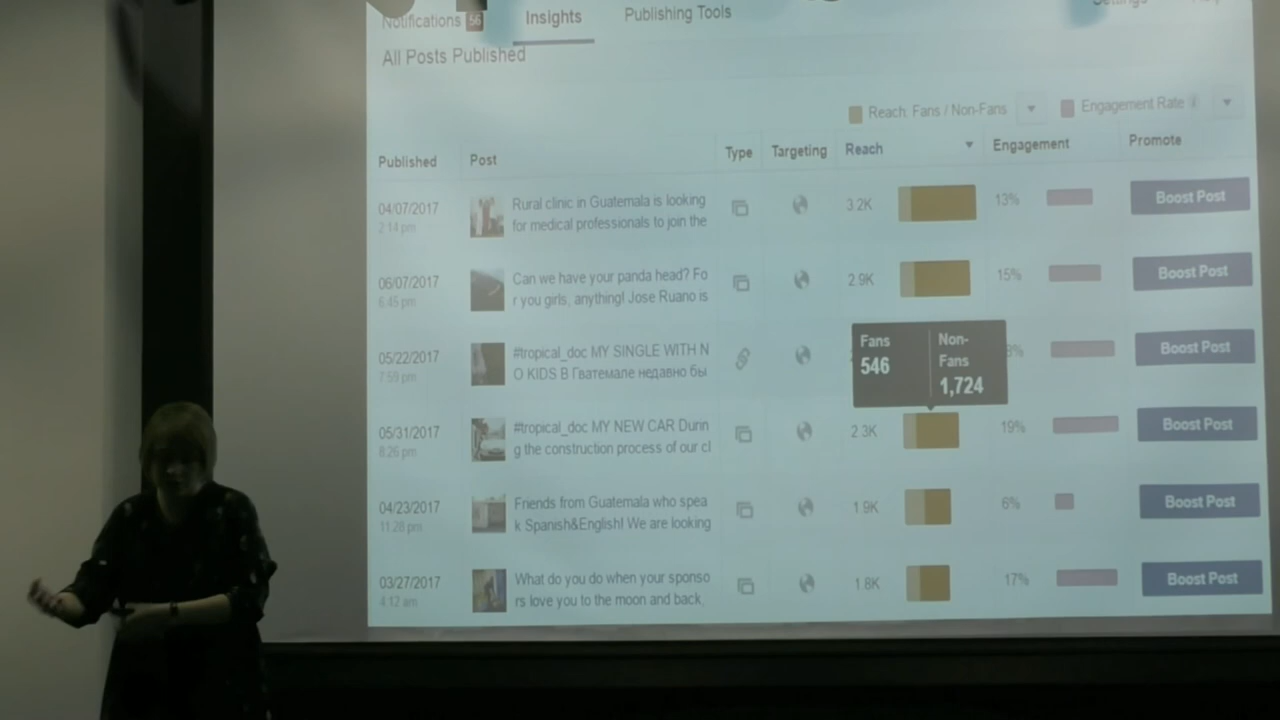 Notifications 56
Insights
Publishing Tools
All Posts Published
Reach: Fans / Non-Fans
Engagement Rate i
Published
Post
Type
Targeting
Reach
Engagement
Promote
04/07/2017
2:14 pm
Rural clinic in Guatemala is looking
for medical professionals to join the
3.2K
13%
Boost Post
06/07/2017
6:45 pm
Can we have your panda head? Fo
r you girls, anything! Jose Ruano is
2.9K
15%
Boost Post
05/22/2017
7:59 pm
#tropical_doc MY SINGLE WITH N
O KIDS В Гватемале недавно бы
Fans
546
Non-
Fans
1,724
Boost Post
05/31/2017
8:26 pm
#tropical_doc MY NEW CAR Durin
g the construction process of our cl
2.3K
19%
Boost Post
04/23/2017
11:28 pm
Friends from Guatemala who spea
k Spanish&English! We are looking
1.9K
6%
Boost Post
03/27/2017
4:12 am
What do you do when your sponso
rs love you to the moon and back,
1.8K
17%
Boost Post